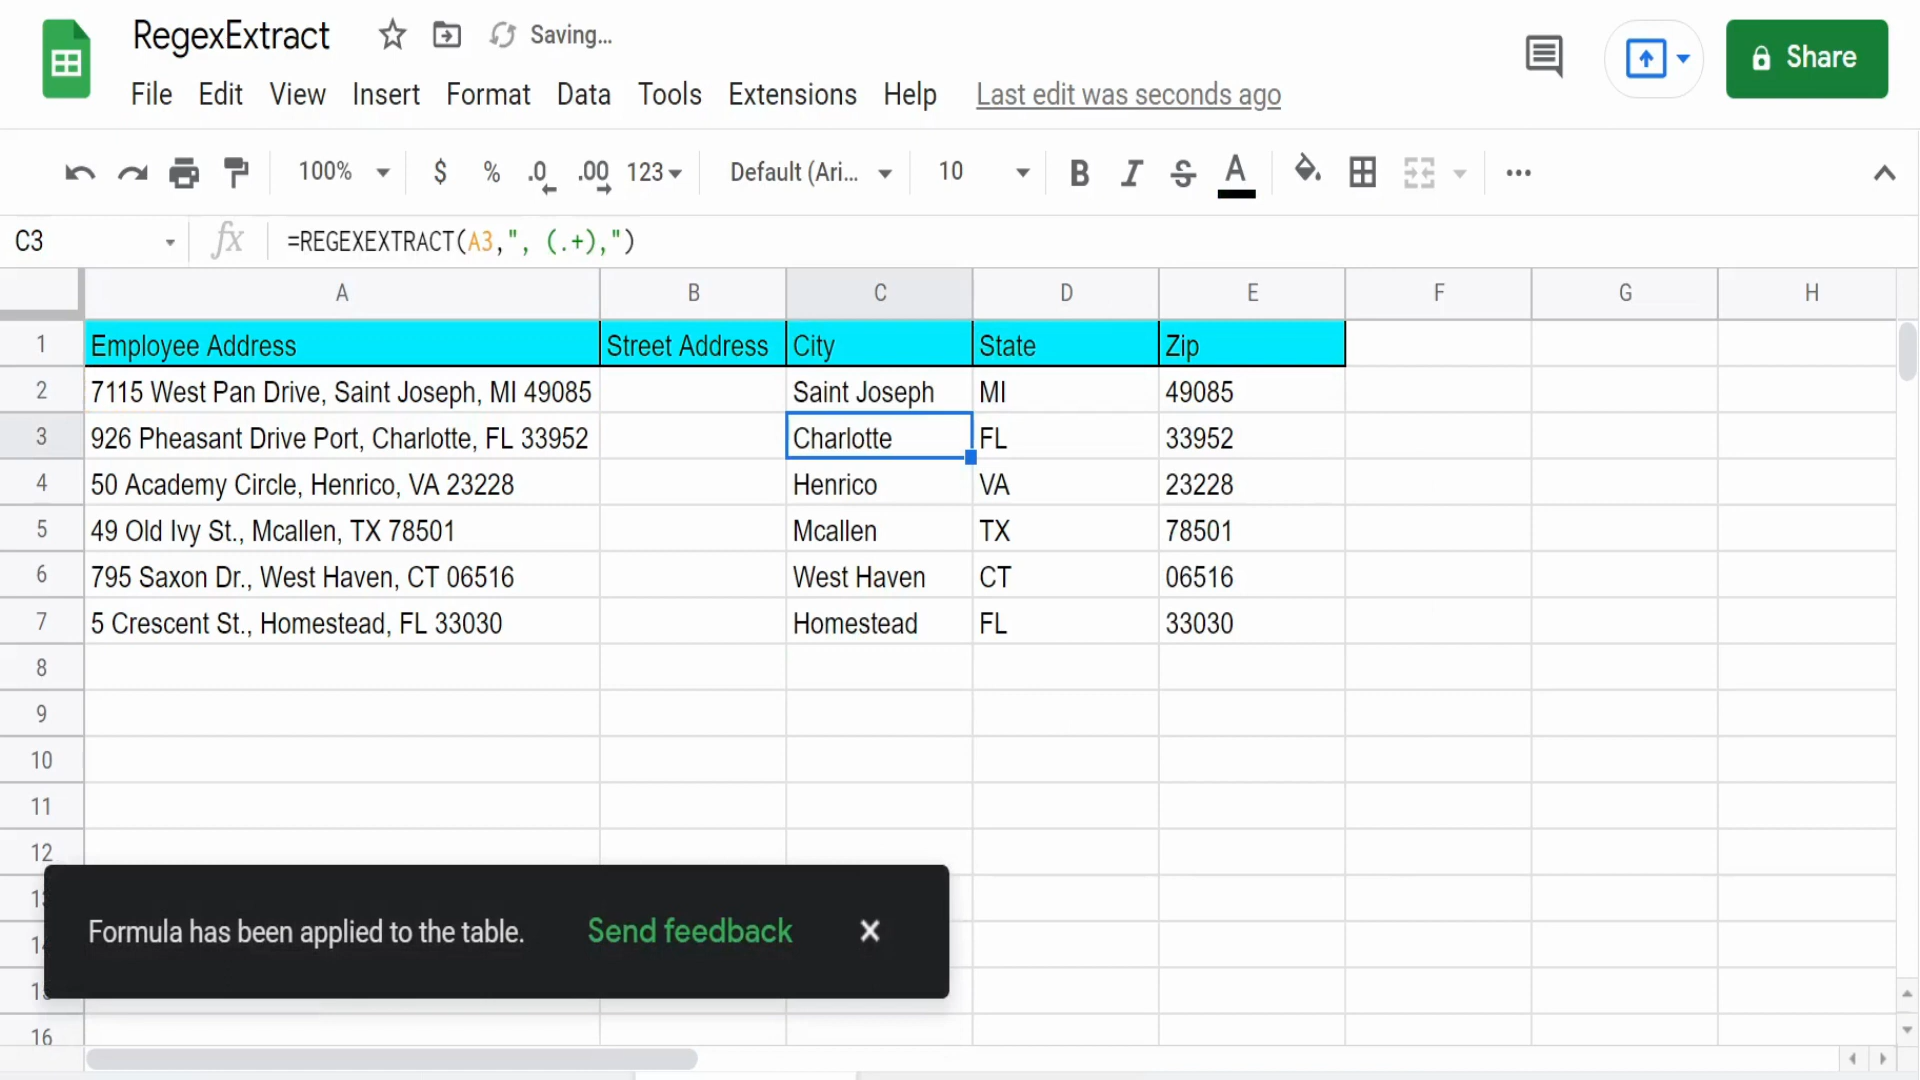 RegexExtract Saving...
File Edit View Insert Format Data Tools Extensions Help Last edit was seconds ago
Share
100% $ % .0 .00 123 Default (Ari... 10 B I S A
C3 fx =REGEXEXTRACT(A3,", (.+),")
A B C D E F G H
1 Employee Address Street Address City State Zip
2 7115 West Pan Drive, Saint Joseph, MI 49085 Saint Joseph MI 49085
3 926 Pheasant Drive Port, Charlotte, FL 33952 Charlotte FL 33952
4 50 Academy Circle, Henrico, VA 23228 Henrico VA 23228
5 49 Old Ivy St., Mcallen, TX 78501 Mcallen TX 78501
6 795 Saxon Dr., West Haven, CT 06516 West Haven CT 06516
7 5 Crescent St., Homestead, FL 33030 Homestead FL 33030
8
9
10
11
12
Formula has been applied to the table. Send feedback
16